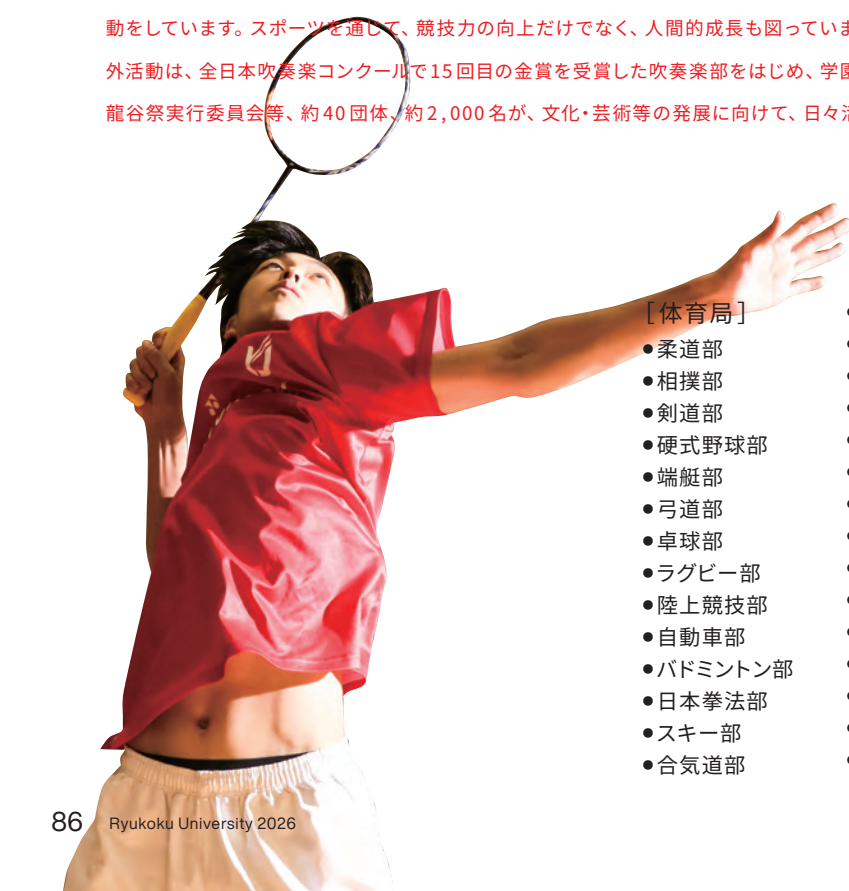 動をしています。スポーツを通じて、競技力の向上だけでなく、人間的成長も図っていま
外活動は、全日本吹奏楽コンクールで15回目の金賞を受賞した吹奏楽部をはじめ、学園
龍谷祭実行委員会等、約40団体、約2,000名が、文化・芸術等の発展に向けて、日々活
［体育局］
●柔道部
●相撲部
●剣道部
●硬式野球部
●端艇部
●弓道部
●卓球部
●ラグビー部
●陸上競技部
●自動車部
●バドミントン部
●日本拳法部
●スキー部
●合気道部
86 Ryukoku University 2026